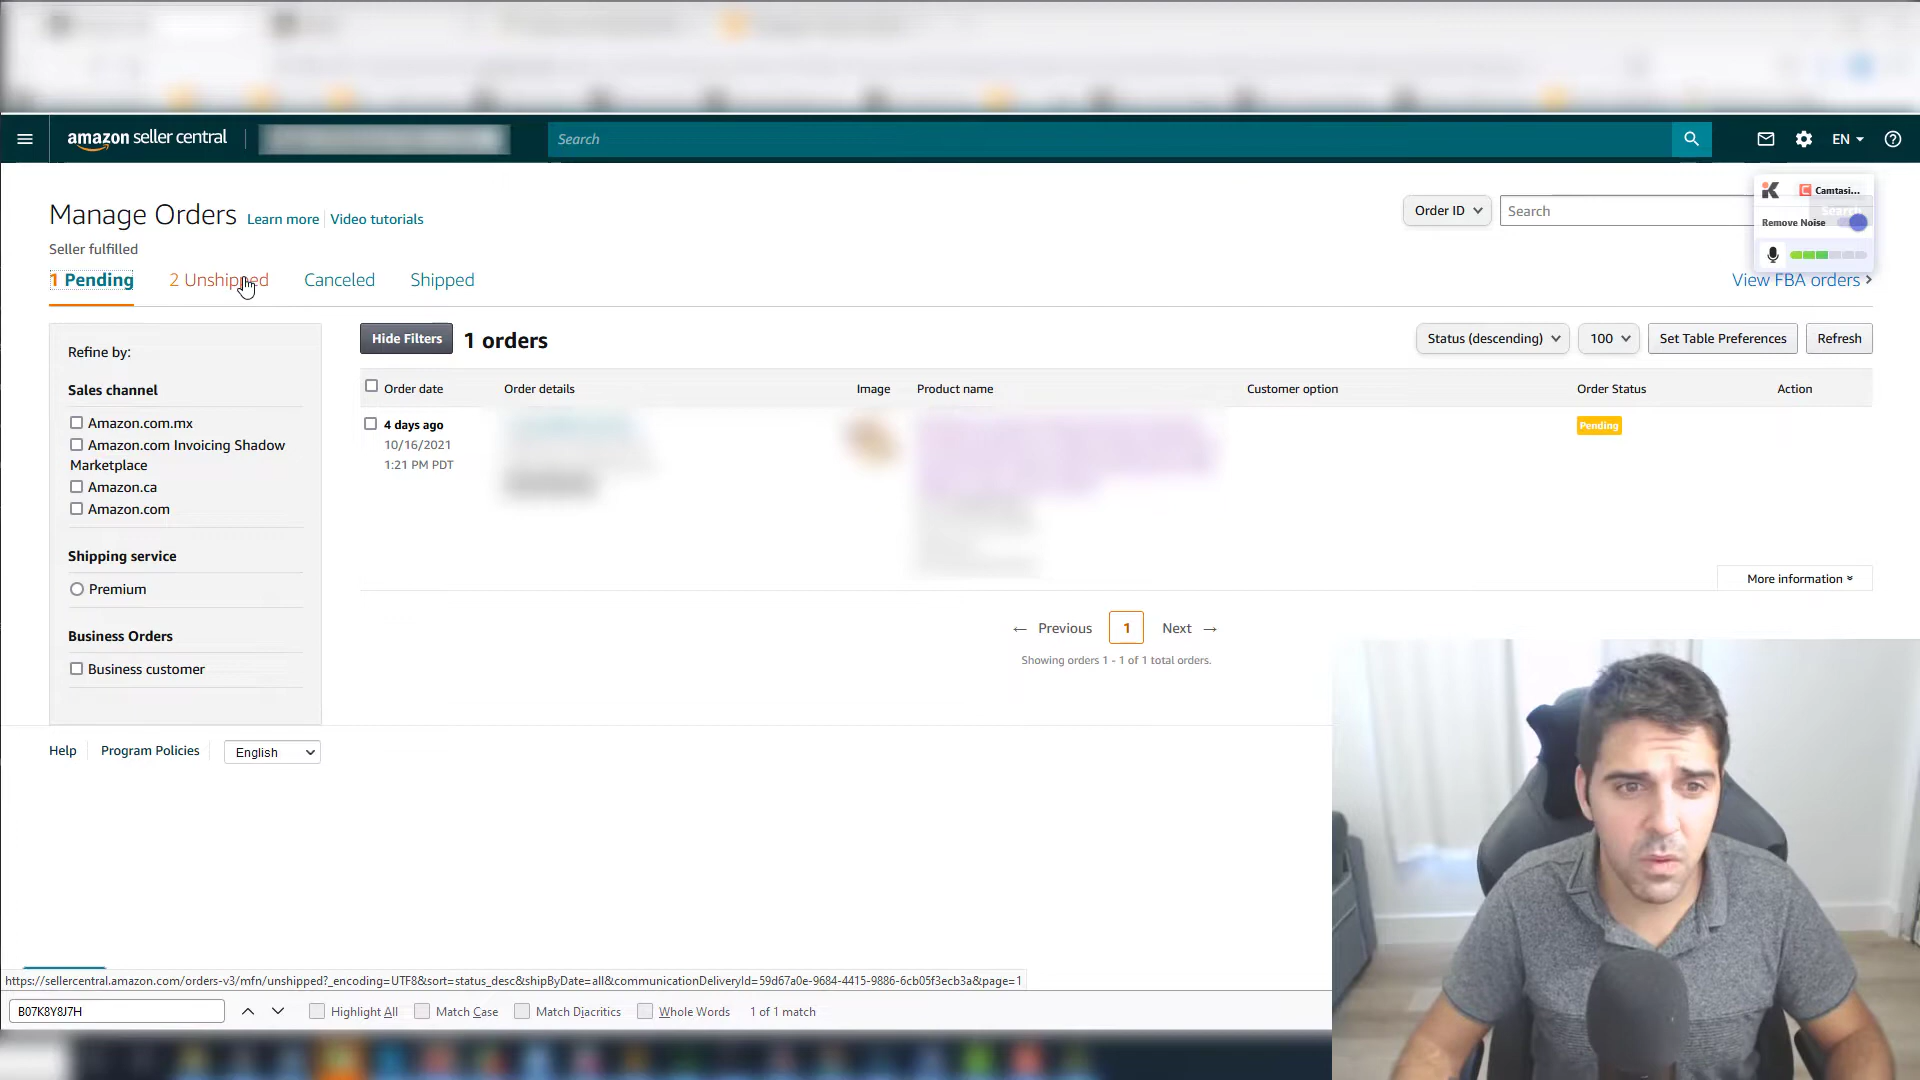 amazon seller central
Search
EN
Camtasi...
Remove Noise
Manage Orders Learn more Video tutorials
Order ID
Search
Seller fulfilled
1 Pending
2 Unshipped
Canceled
Shipped
View FBA orders
Refine by:
Sales channel
Amazon.com.mx
Amazon.com Invoicing Shadow
Marketplace
Amazon.ca
Amazon.com
Shipping service
Premium
Business Orders
Business customer
Hide Filters
1 orders
Status (descending)
100
Set Table Preferences
Refresh
Order date
Order details
Image
Product name
Customer option
Order Status
Action
4 days ago
10/16/2021
1:21 PM PDT
Pending
More information
← Previous 1 Next →
Showing orders 1 - 1 of 1 total orders.
Help
Program Policies
English
https://sellercentral.amazon.com/orders-v3/mfn/unshipped?_encoding=UTF8&sort=status_desc&shipByDate=all&communicationDeliveryId=59d67a0e-9684-4415-9886-6cb05f3ecb3a&page=1
B07K8Y8J7H
Highlight All
Match Case
Match Diacritics
Whole Words
1 of 1 match